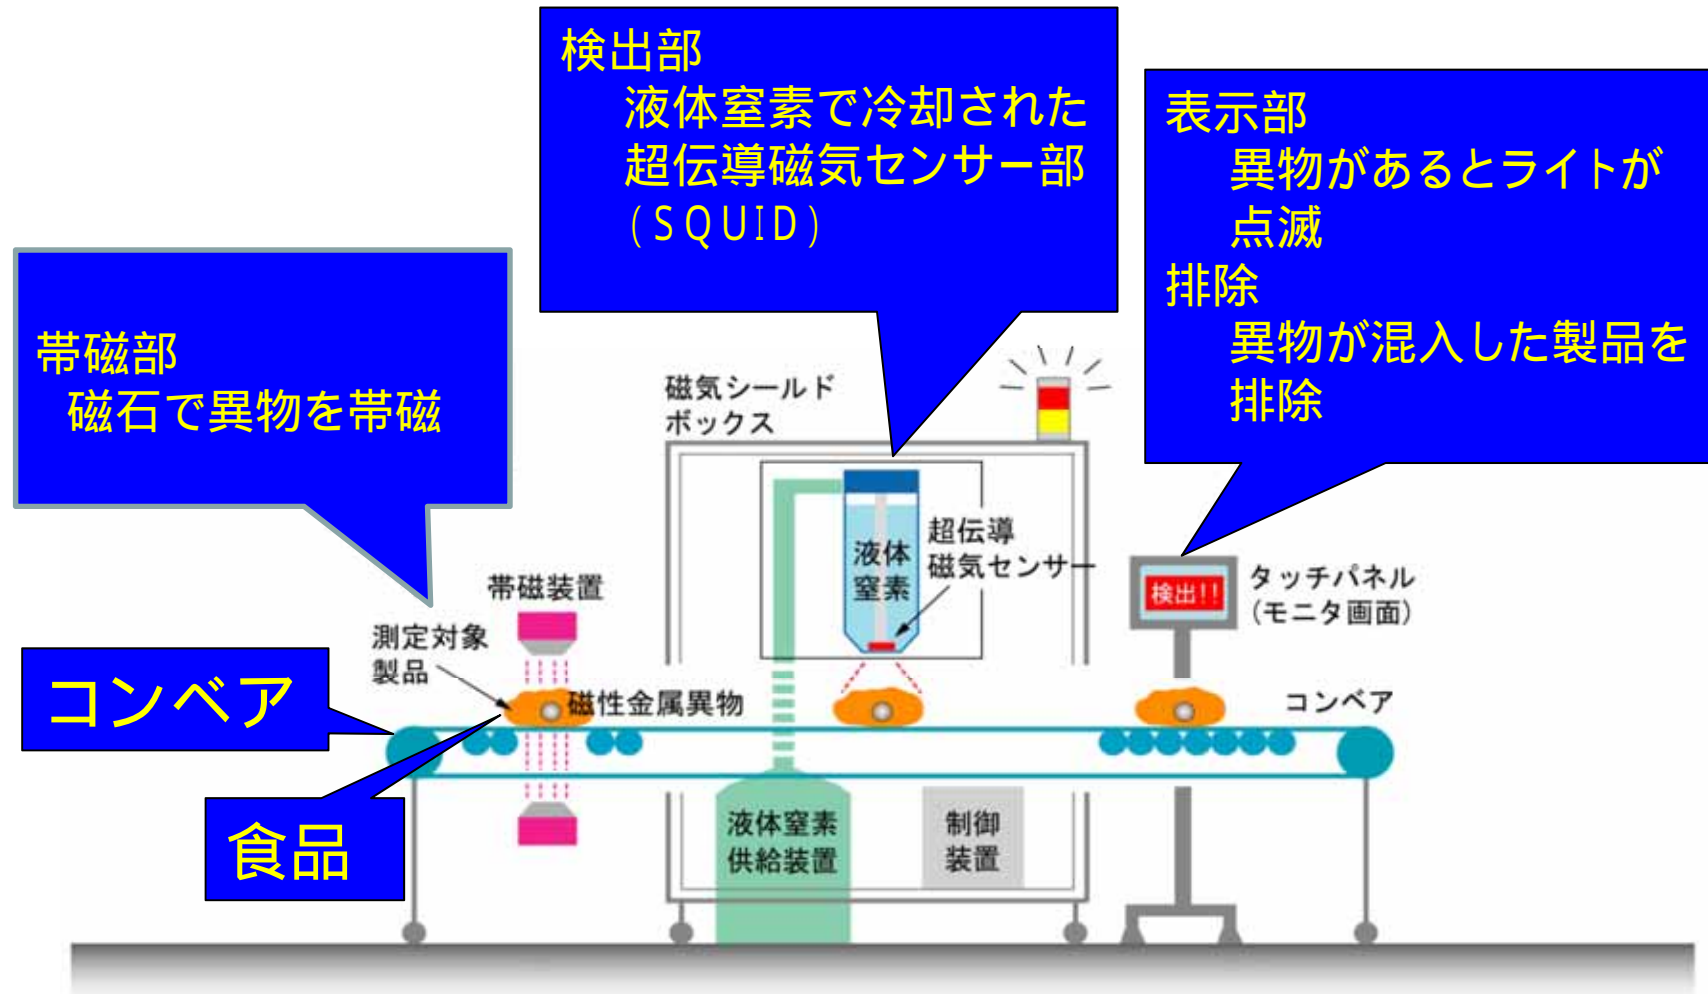 検出部
液体窒素で冷却された
超伝導磁気センサー部
(SQUID)
表示部
異物があるとライトが
点滅
排除
異物が混入した製品を
排除
帯磁部
磁石で異物を帯磁
磁気シールド
ボックス
液体
窒素
超伝導
磁気センサー
検出!!
タッチパネル
(モニタ画面)
帯磁装置
測定対象
製品
磁性金属異物
コンベア
コンベア
食品
液体窒素
供給装置
制御
装置